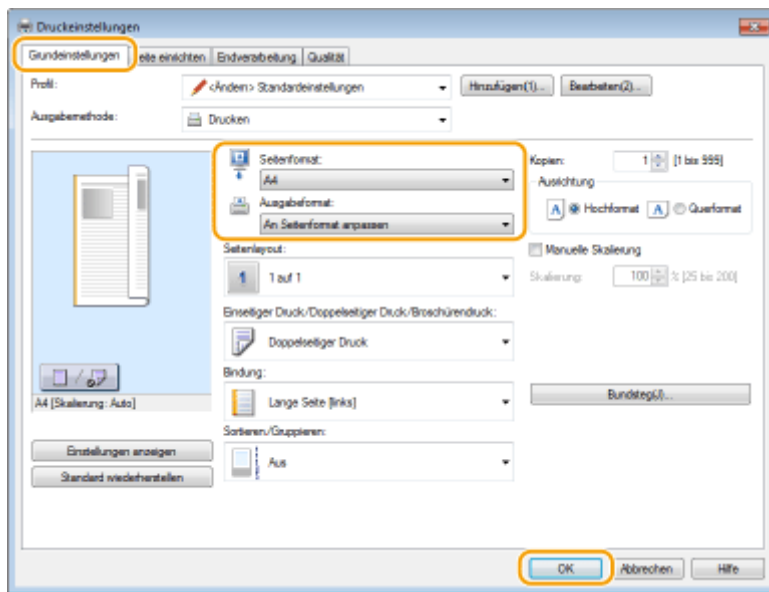 Druckeinstellungen
Grundeinstellungen Seite einrichten Endverarbeitung Qualität
Profil: <Ändern> Standardeinstellungen Hinzufügen(1)... Bearbeiten(2)...
Ausgabemethode: Drucken
Seitenformat:
A4
Ausgabeformat:
An Seitenformat anpassen
Kopien: 1 [1 bis 999]
Ausrichtung
A Hochformat A Querformat
Seitenlayout:
1 1 auf 1
Manuelle Skalierung
Skalierung: 100 % [25 bis 200]
Einseitiger Druck/Doppelseitiger Druck/Broschürendruck:
Doppelseitiger Druck
Bindung:
Lange Seite [links]
Bundsteg(J)...
A4 [Skalierung: Auto]
Sortieren/Gruppieren:
Aus
Einstellungen anzeigen
Standard wiederherstellen
OK Abbrechen Hilfe